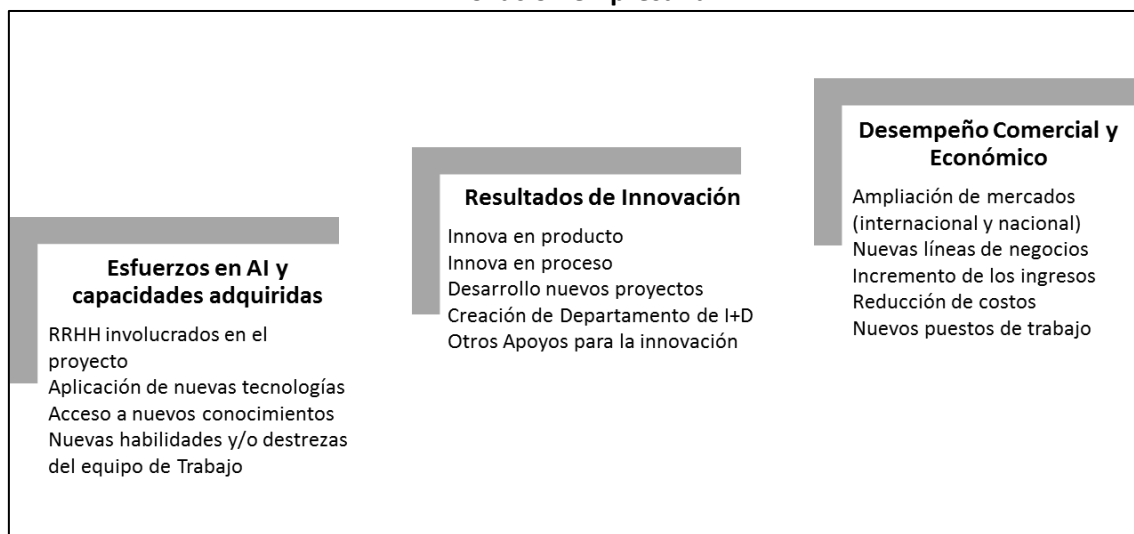 Esfuerzos en AI y
capacidades adquiridas
RRHH involucrados en el
proyecto
Aplicación de nuevas tecnologías
Acceso a nuevos conocimientos
Nuevas habilidades y/o destrezas
del equipo de Trabajo
Resultados de Innovación
Innova en producto
Innova en proceso
Desarrollo nuevos proyectos
Creación de Departamento de I+D
Otros Apoyos para la innovación
Desempeño Comercial y
Económico
Ampliación de mercados
(internacional y nacional)
Nuevas líneas de negocios
Incremento de los ingresos
Reducción de costos
Nuevos puestos de trabajo